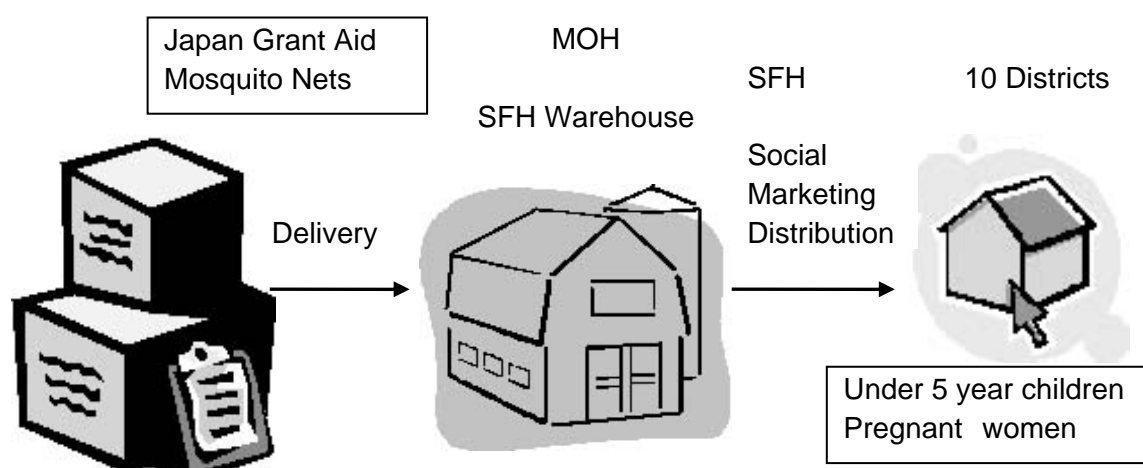 Japan Grant Aid
Mosquito Nets
MOH
SFH Warehouse
SFH
Social
Marketing
Distribution
10 Districts
Delivery
Under 5 year children
Pregnant women